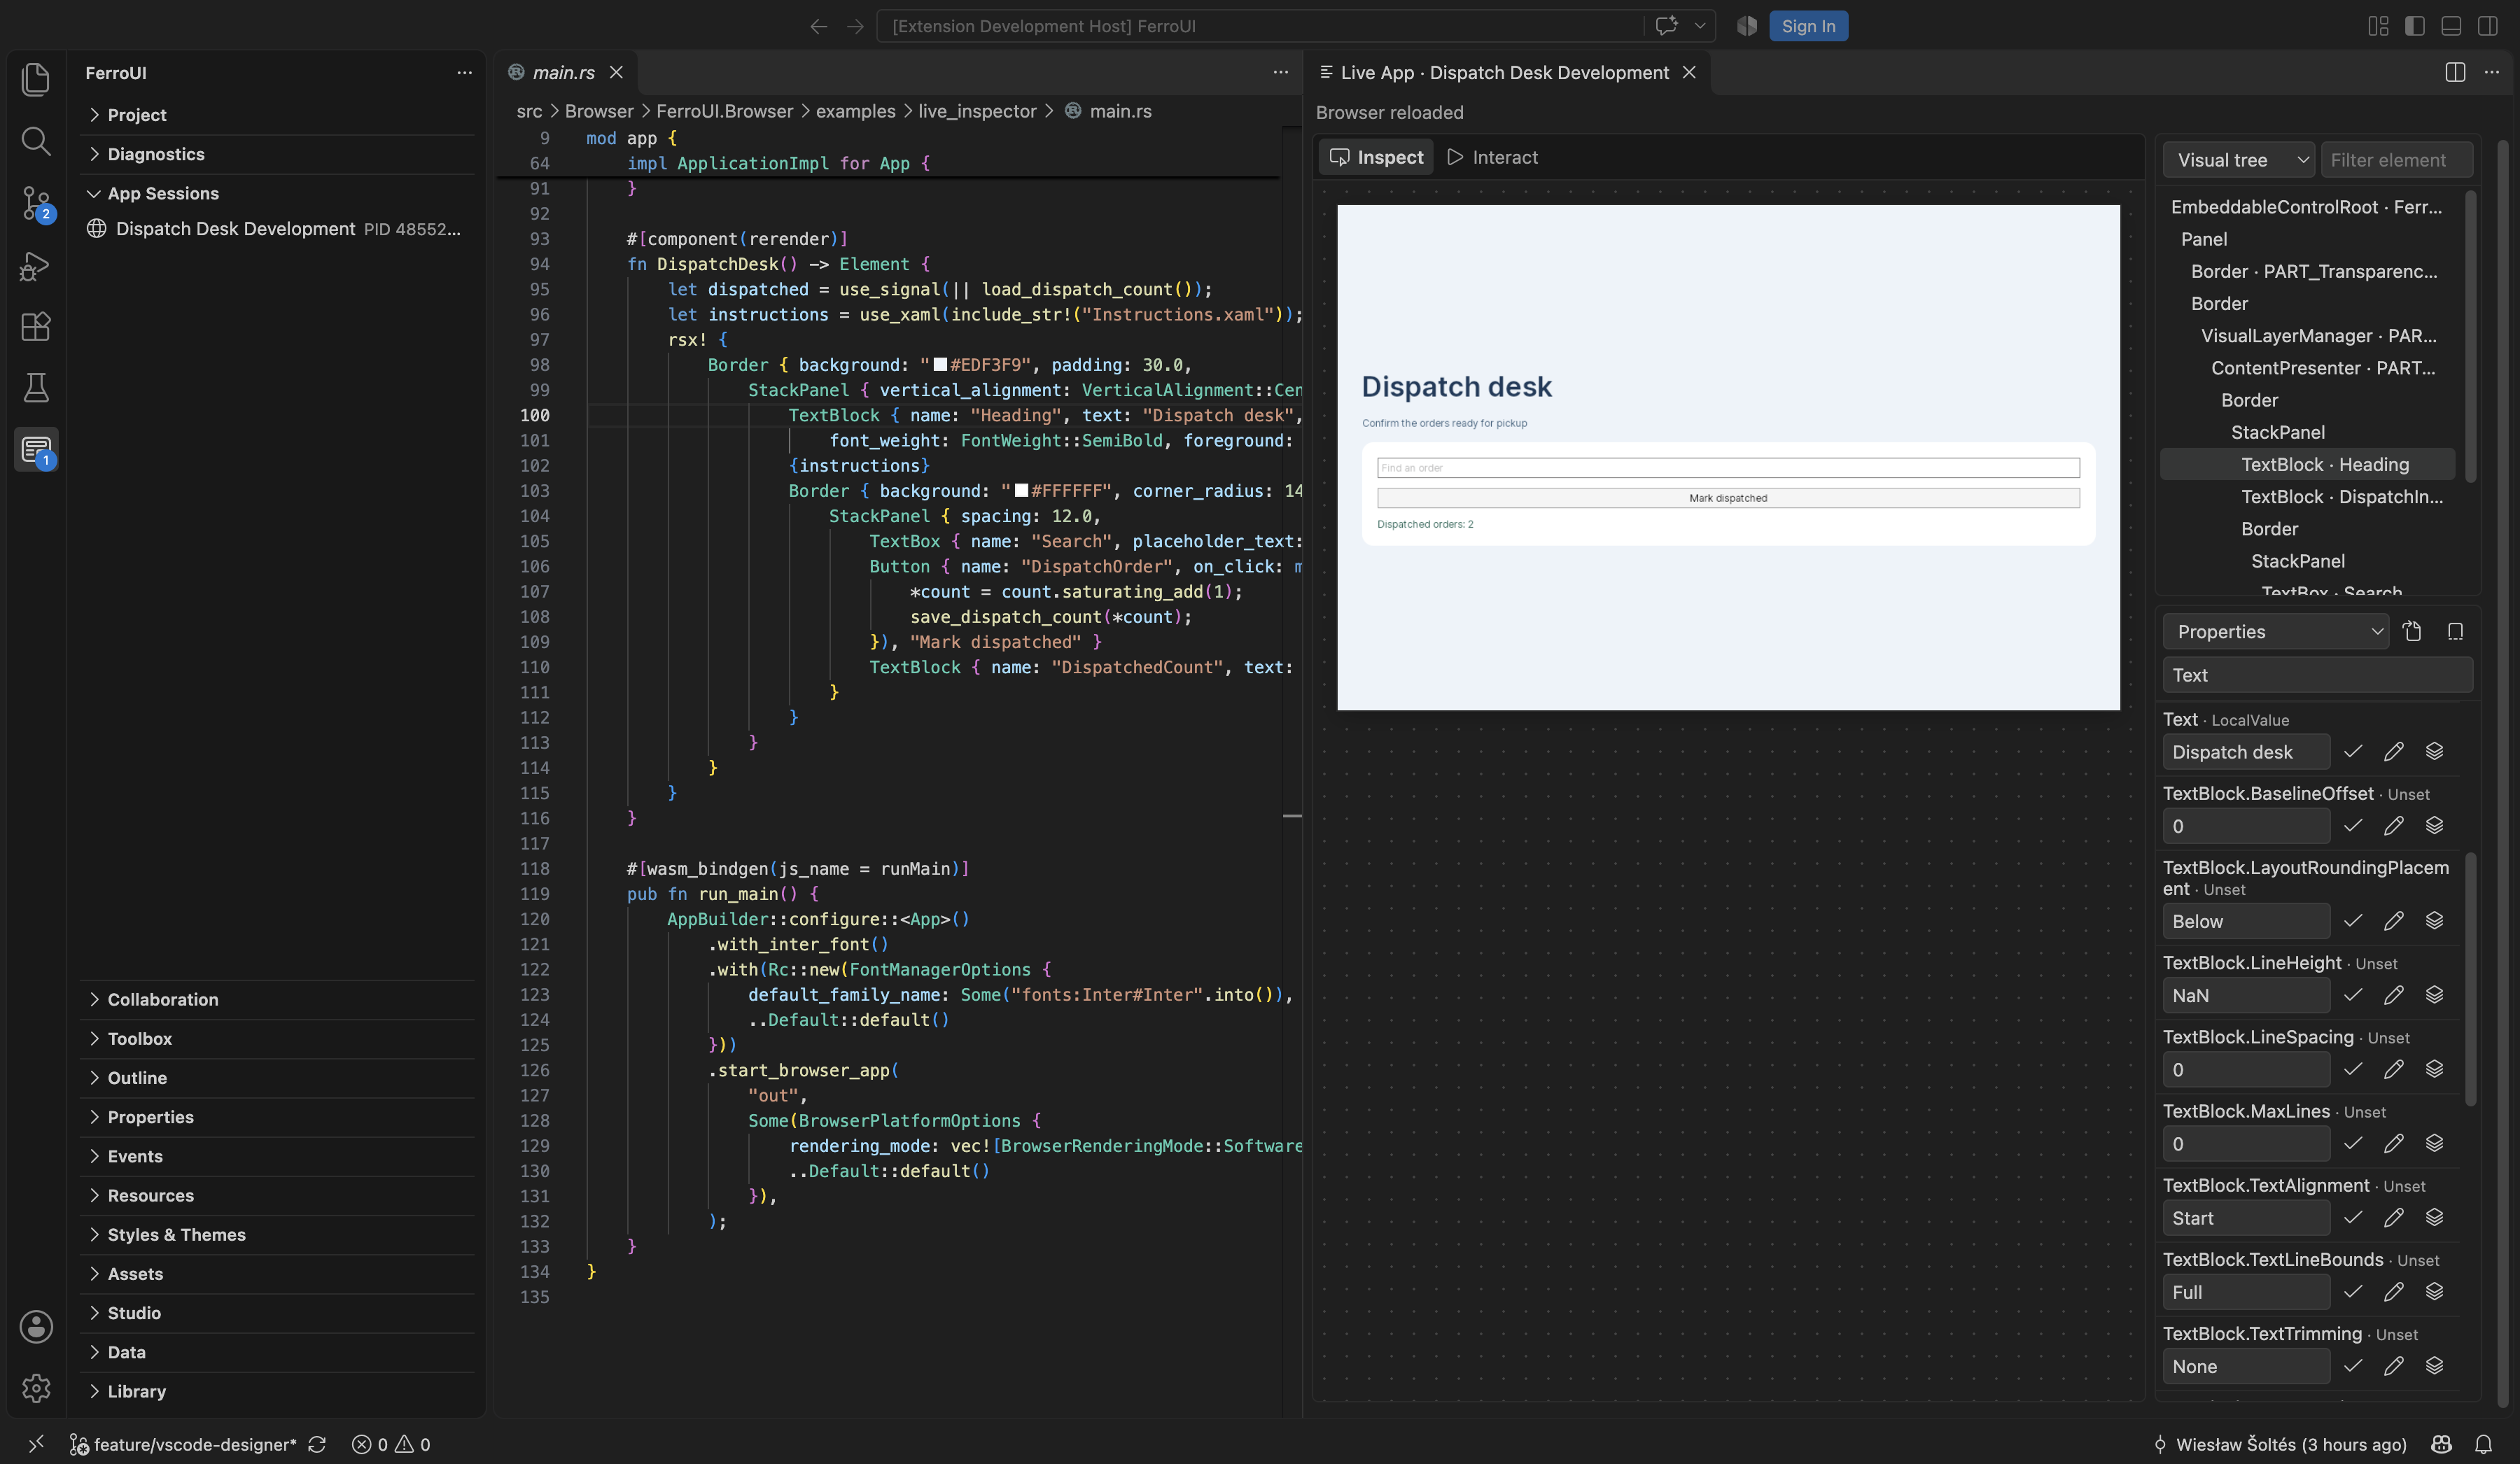 [Extension Development Host] FerroUI
Sign In
FerroUI
Project
Diagnostics
App Sessions
Dispatch Desk Development PID 48552...
Collaboration
Toolbox
Outline
Properties
Events
Resources
Styles & Themes
Assets
Studio
Data
Library
2
1
main.rs
src > Browser > FerroUI.Browser > examples > live_inspector > main.rs
9 mod app {
64 impl ApplicationImpl for App {
91 }
92
93 #[component(rerender)]
94 fn DispatchDesk() -> Element {
95 let dispatched = use_signal(|| load_dispatch_count());
96 let instructions = use_xaml(include_str!("Instructions.xaml"));
97 rsx! {
98 Border { background: "#EDF3F9", padding: 30.0,
99 StackPanel { vertical_alignment: VerticalAlignment::Cen
100 TextBlock { name: "Heading", text: "Dispatch desk",
101 font_weight: FontWeight::SemiBold, foreground:
102 {instructions}
103 Border { background: "#FFFFFF", corner_radius: 14
104 StackPanel { spacing: 12.0,
105 TextBox { name: "Search", placeholder_text:
106 Button { name: "DispatchOrder", on_click: m
107 *count = count.saturating_add(1);
108 save_dispatch_count(*count);
109 }), "Mark dispatched" }
110 TextBlock { name: "DispatchedCount", text:
111 }
112 }
113 }
114 }
115 }
116 }
117
118 #[wasm_bindgen(js_name = runMain)]
119 pub fn run_main() {
120 AppBuilder::configure::<App>()
121 .with_inter_font()
122 .with(Rc::new(FontManagerOptions {
123 default_family_name: Some("fonts:Inter#Inter".into()),
124 ..Default::default()
125 }))
126 .start_browser_app(
127 "out",
128 Some(BrowserPlatformOptions {
129 rendering_mode: vec![BrowserRenderingMode::Software
130 ..Default::default()
131 }),
132 );
133 }
134 }
135
Live App · Dispatch Desk Development
Browser reloaded
Inspect Interact
Dispatch desk
Confirm the orders ready for pickup
Find an order
Mark dispatched
Dispatched orders: 2
Visual tree Filter element
EmbeddableControlRoot · Ferr...
Panel
Border · PART_Transparenc...
Border
VisualLayerManager · PAR...
ContentPresenter · PART...
Border
StackPanel
TextBlock · Heading
TextBlock · DispatchIn...
Border
StackPanel
TextBox · Search
Properties
Text
Text · LocalValue
Dispatch desk
TextBlock.BaselineOffset · Unset
0
TextBlock.LayoutRoundingPlacem
ent · Unset
Below
TextBlock.LineHeight · Unset
NaN
TextBlock.LineSpacing · Unset
0
TextBlock.MaxLines · Unset
0
TextBlock.TextAlignment · Unset
Start
TextBlock.TextLineBounds · Unset
Full
TextBlock.TextTrimming · Unset
None
feature/vscode-designer* 0 0
Wiesław Šoltés (3 hours ago)